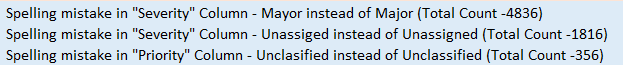 Spelling mistake in "Severity" Column - Mayor instead of Major (Total Count -4836)
Spelling mistake in "Severity" Column - Unassiged instead of Unassigned (Total Count -1816)
Spelling mistake in "Priority" Column - Unclasified instead of Unclassified (Total Count -356)